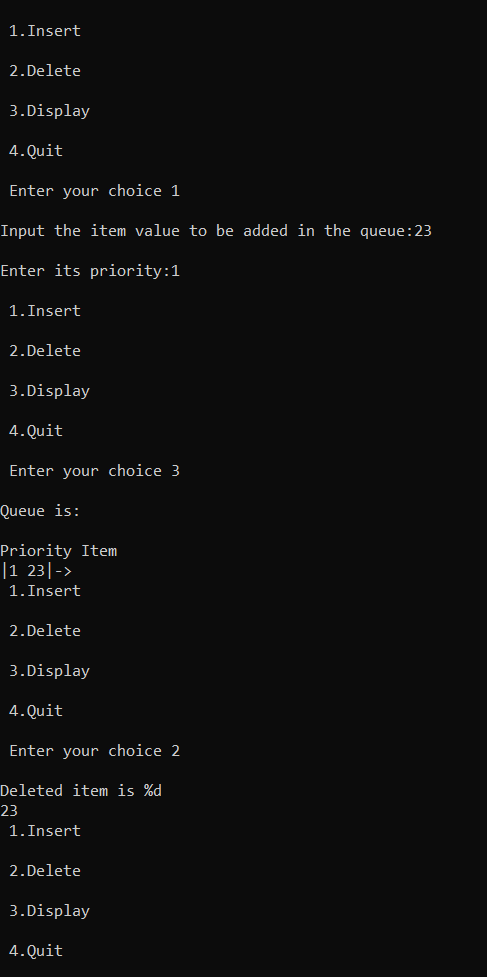 1.Insert
2.Delete
3.Display
4.Quit
Enter your choice 1
Input the item value to be added in the queue:23
Enter its priority:1
1.Insert
2.Delete
3.Display
4.Quit
Enter your choice 3
Queue is:
Priority Item
|1 23|->
1.Insert
2.Delete
3.Display
4.Quit
Enter your choice 2
Deleted item is %d
23
1.Insert
2.Delete
3.Display
4.Quit